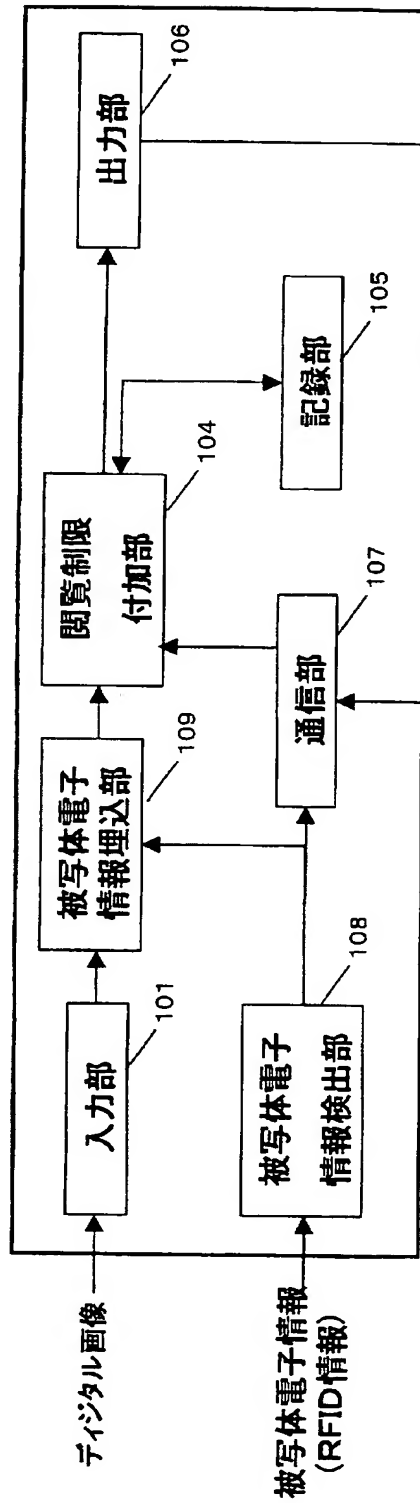 ディジタル画像
入力部
101
被写体電子
情報埋込部
109
閲覧制限
付加部
104
出力部
106
記録部
105
通信部
107
被写体電子
情報検出部
108
被写体電子情報
(RFID情報)